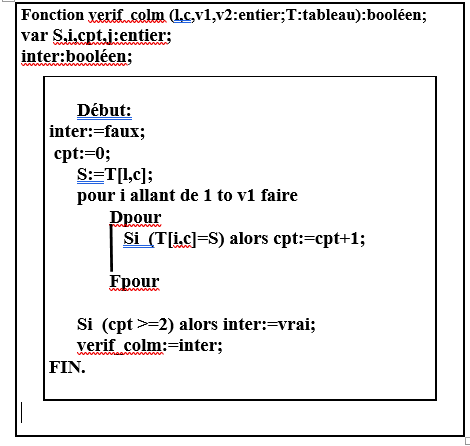 Fonction verif_colm (l,c,v1,v2:entier;T:tableau):booléen;
var S,i,cpt,j:entier;
inter:booléen;
Début:
inter:=faux;
cpt:=0;
S:=T[l,c];
pour i allant de 1 to v1 faire
Dpour
Si (T[i,c]=S) alors cpt:=cpt+1;
Fpour
Si (cpt >=2) alors inter:=vrai;
verif_colm:=inter;
FIN.